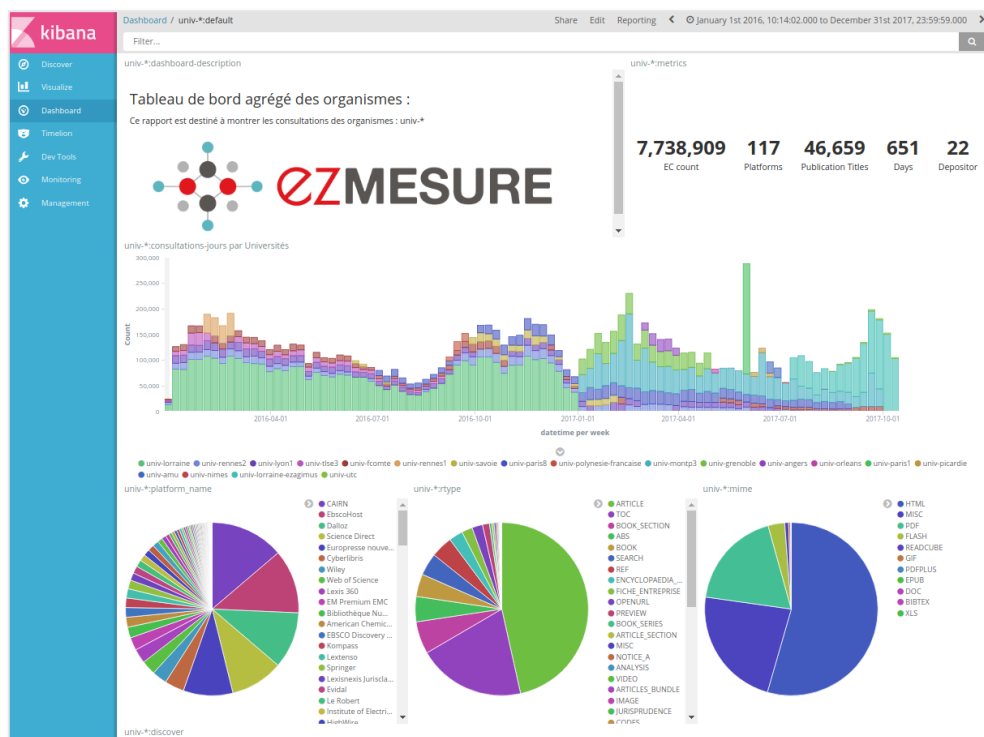 kibana
Discover
Visualize
Dashboard
Timelion
Dev Tools
Monitoring
Management
Dashboard / univ-*:default
Share Edit Reporting January 1st 2016, 10:14:02.000 to December 31st 2017, 23:59:59.000
Filter...
univ-*:dashboard-description
Tableau de bord agrégé des organismes :
Ce rapport est destiné à montrer les consultations des organismes : univ-*
ezMESURE
univ-*:metrics
7,738,909 117 46,659 651 22
EC count Platforms Publication Titles Days Depositor
univ-*:consultations-jours par Universités
Count
300,000
250,000
200,000
150,000
100,000
50,000
0
2016-04-01 2016-07-01 2016-10-01 2017-01-01 2017-04-01 2017-07-01 2017-10-01
datetime per week
univ-lorraine univ-rennes2 univ-lyon1 univ-tlse3 univ-fcomte univ-rennes1 univ-savoie univ-paris8 univ-polynesie-francaise univ-montp3 univ-grenoble univ-angers univ-orleans univ-paris1 univ-picardie
univ-amu univ-nimes univ-lorraine-ezagimus univ-utc
univ-*:platform_name
CAIRN
EbscoHost
Dalloz
Science Direct
Europresse nouve...
Cyberlibris
Wiley
Web of Science
Lexis 360
EM Premium EMC
Bibliothèque Nu...
American Chemic...
EBSCO Discovery ...
Kompass
Lextenso
Springer
Lexisnexis Jariscla...
Evidal
Le Robert
Institute of Electri...
HighWire
univ-*:rtype
ARTICLE
TOC
BOOK_SECTION
ABS
BOOK
SEARCH
REF
ENCYCLOPAEDIA_...
FICHE_ENTREPRISE
OPENURL
PREVIEW
BOOK_SERIES
ARTICLE_SECTION
MISC
NOTICE_A
ANALYSIS
VIDEO
ARTICLES_BUNDLE
IMAGE
JURISPRUDENCE
CODES
univ-*:mime
HTML
MISC
PDF
FLASH
READCUBE
GIF
PDFPLUS
EPUB
DOC
BIBTEX
XLS
univ-*:discover